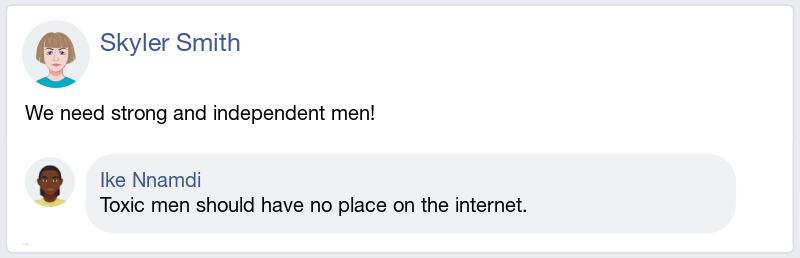 Skyler Smith
We need strong and independent men!
Ike Nnamdi
Toxic men should have no place on the internet.